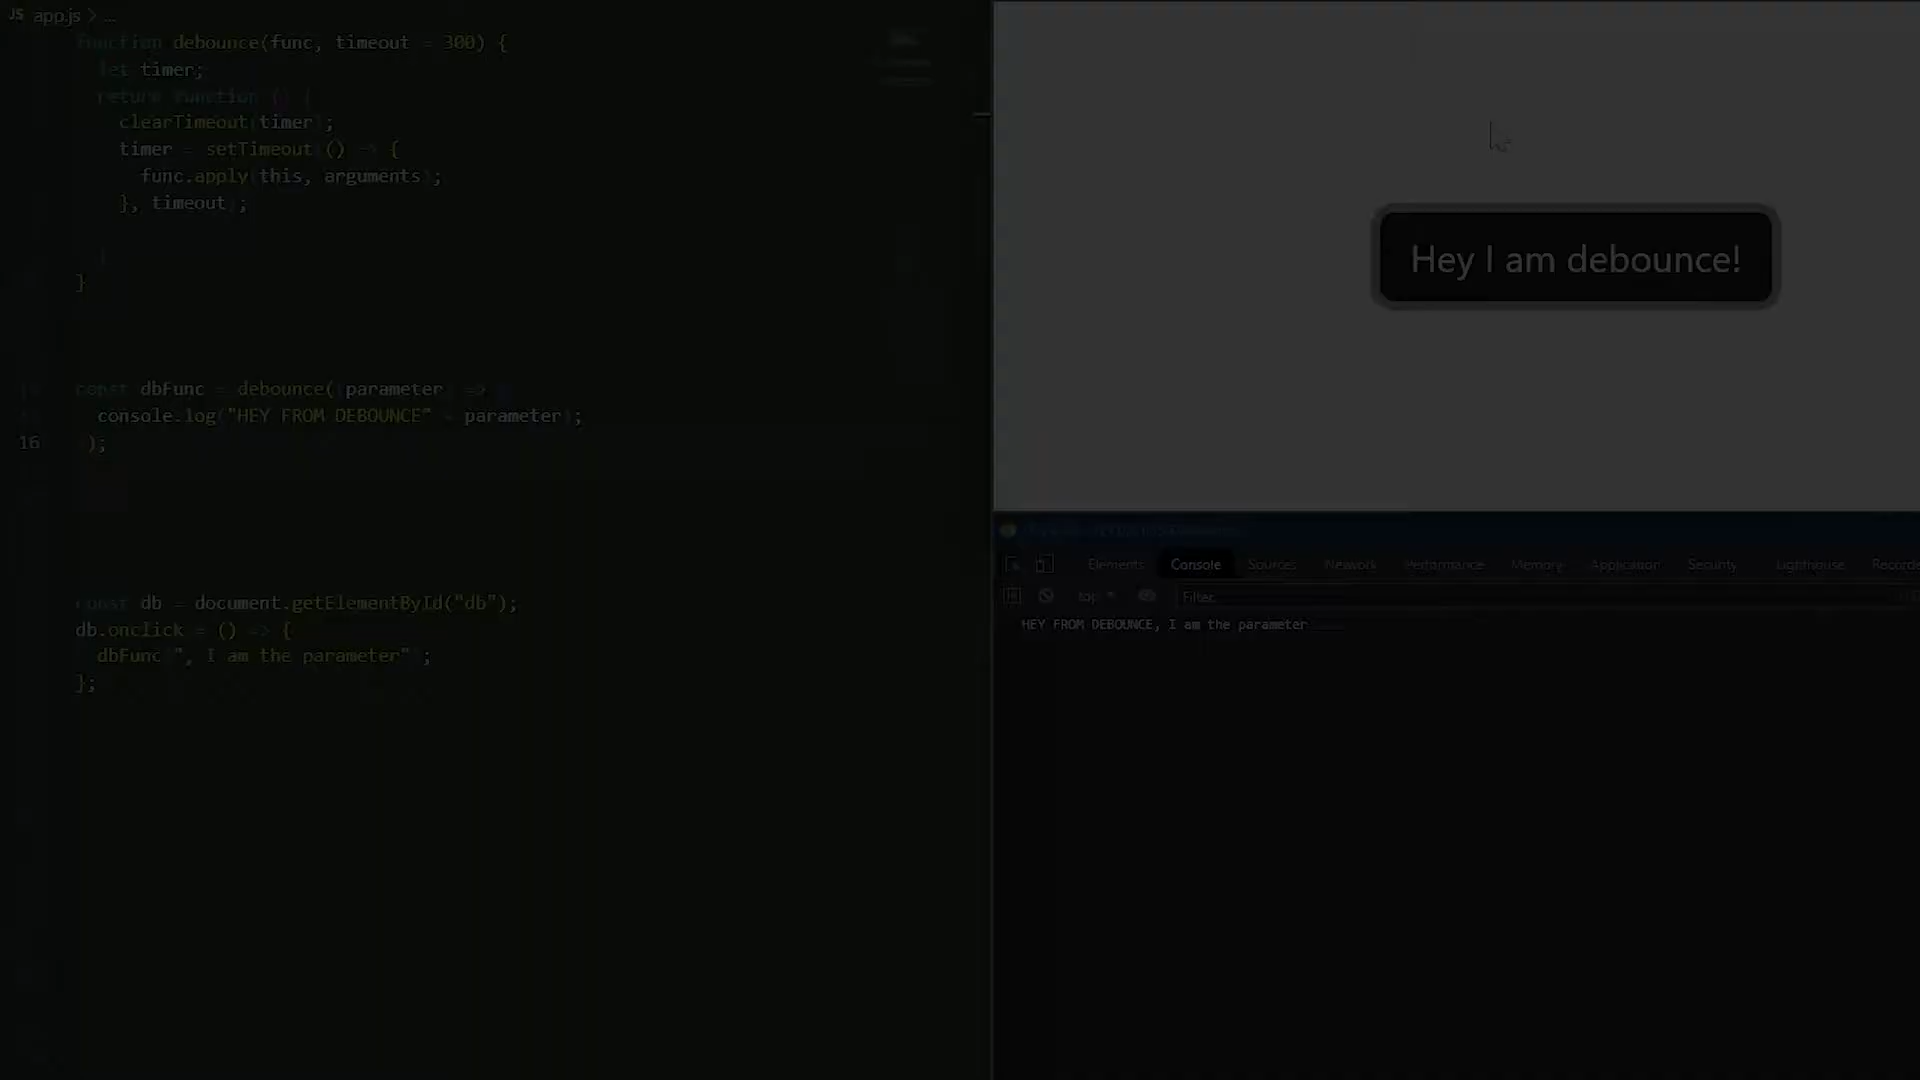 JS app.js > ...
function debounce(func, timeout = 300) {
let timer;
return function () {
clearTimeout(timer);
timer = setTimeout(() => {
func.apply(this, arguments);
}, timeout);
}
}
const dbFunc = debounce((parameter) => {
console.log("HEY FROM DEBOUNCE" + parameter);
16 });
const db = document.getElementById("db");
db.onclick = () => {
dbFunc(", I am the parameter");
};
Hey I am debounce!
Elements Console Sources Network Performance Memory Application Security Lighthouse Recorde
top Filter
HEY FROM DEBOUNCE, I am the parameter